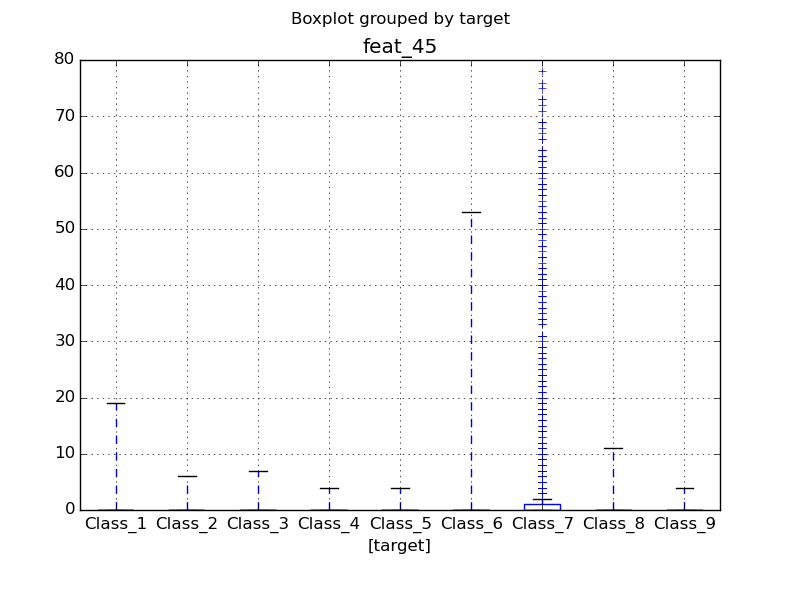 Boxplot grouped by target
feat_45
80
70
60
50
40
30
20
10
0
Class_1 Class_2 Class_3 Class_4 Class_5 Class_6 Class_7 Class_8 Class_9
[target]